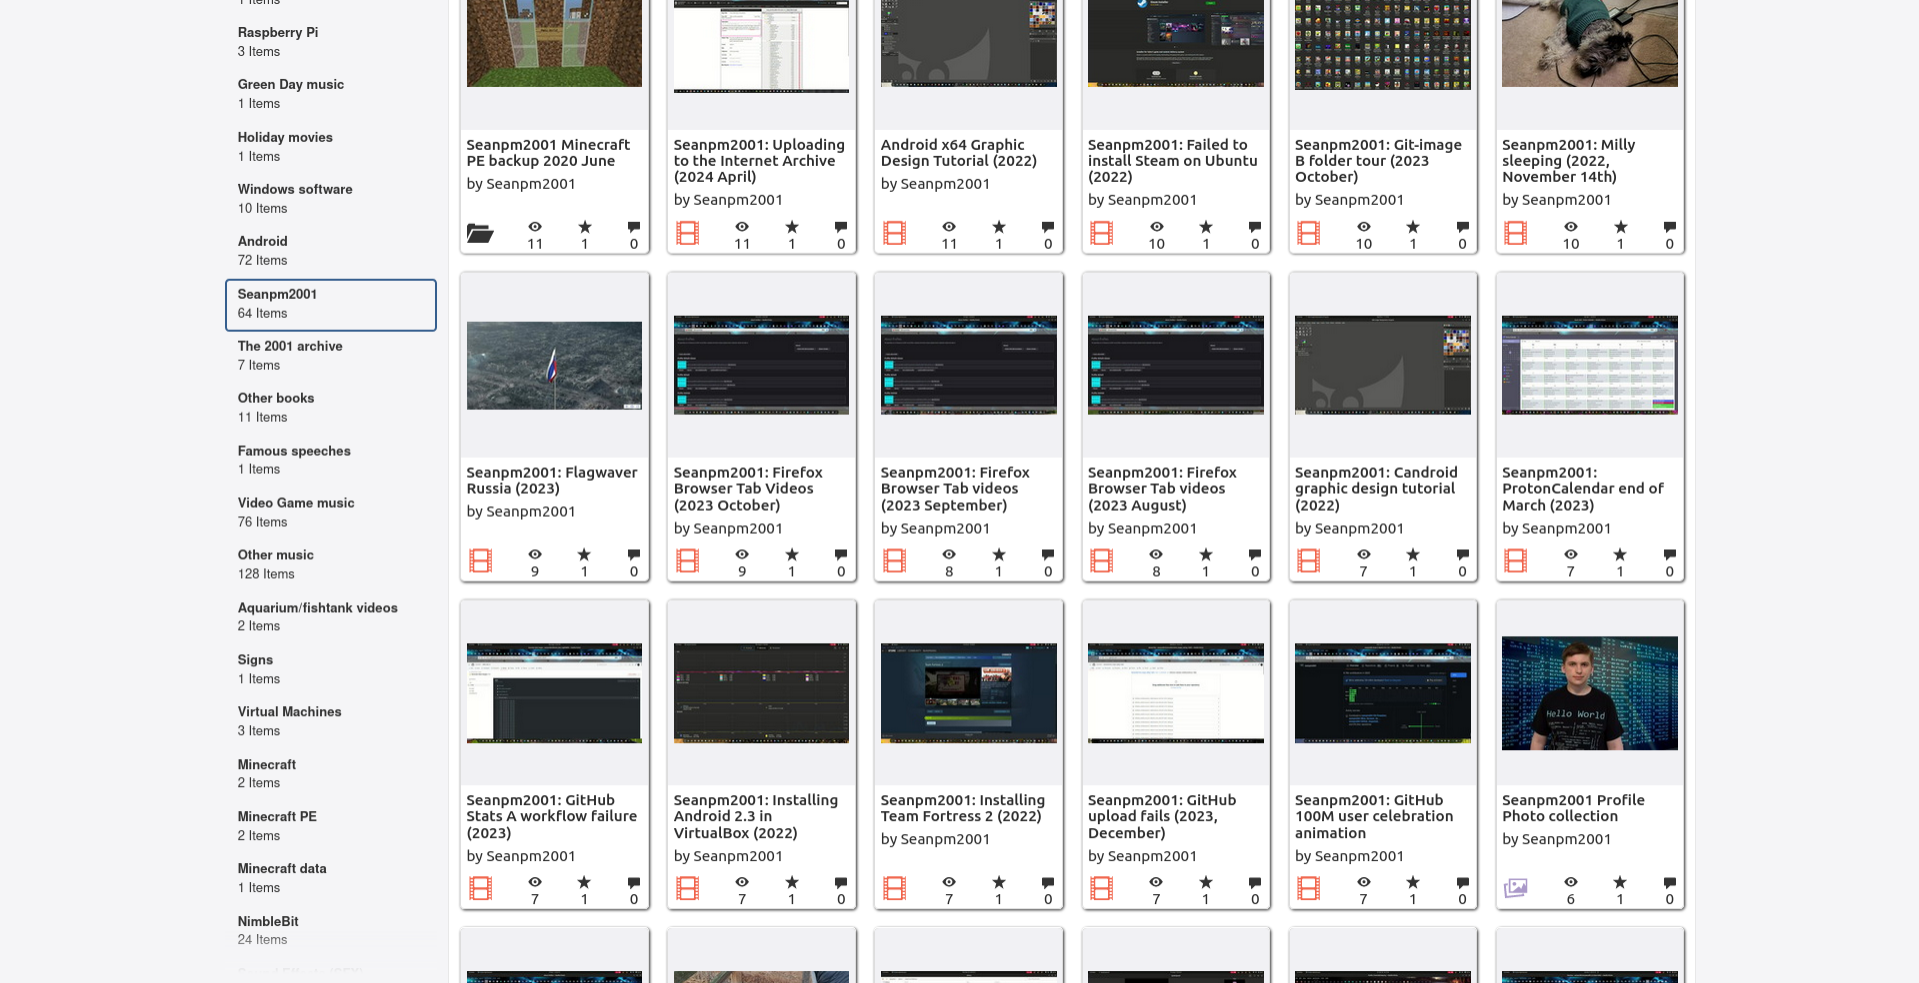 1 Items
Raspberry Pi
3 Items
Green Day music
1 Items
Holiday movies
1 Items
Windows software
10 Items
Android
72 Items
Seanpm2001
64 Items
The 2001 archive
7 Items
Other books
11 Items
Famous speeches
1 Items
Video Game music
76 Items
Other music
128 Items
Aquarium/fishtank videos
2 Items
Signs
1 Items
Virtual Machines
3 Items
Minecraft
2 Items
Minecraft PE
2 Items
Minecraft data
1 Items
NimbleBit
24 Items
Seanpm2001 Minecraft
PE backup 2020 June
by Seanpm2001
11 1 0
Seanpm2001: Uploading
to the Internet Archive
(2024 April)
by Seanpm2001
11 1 0
Android x64 Graphic
Design Tutorial (2022)
by Seanpm2001
11 1 0
Seanpm2001: Failed to
install Steam on Ubuntu
(2022)
by Seanpm2001
10 1 0
Seanpm2001: Git-image
B folder tour (2023
October)
by Seanpm2001
10 1 0
Seanpm2001: Milly
sleeping (2022,
November 14th)
by Seanpm2001
10 1 0
Seanpm2001: Flagwaver
Russia (2023)
by Seanpm2001
9 1 0
Seanpm2001: Firefox
Browser Tab Videos
(2023 October)
by Seanpm2001
9 1 0
Seanpm2001: Firefox
Browser Tab videos
(2023 September)
by Seanpm2001
8 1 0
Seanpm2001: Firefox
Browser Tab videos
(2023 August)
by Seanpm2001
8 1 0
Seanpm2001: Candroid
graphic design tutorial
(2022)
by Seanpm2001
7 1 0
Seanpm2001:
ProtonCalendar end of
March (2023)
by Seanpm2001
7 1 0
Seanpm2001: GitHub
Stats A workflow failure
(2023)
by Seanpm2001
7 1 0
Seanpm2001: Installing
Android 2.3 in
VirtualBox (2022)
by Seanpm2001
7 1 0
Seanpm2001: Installing
Team Fortress 2 (2022)
by Seanpm2001
7 1 0
Seanpm2001: GitHub
upload fails (2023,
December)
by Seanpm2001
7 1 0
Seanpm2001: GitHub
100M user celebration
animation
by Seanpm2001
7 1 0
Hello World
Seanpm2001 Profile
Photo collection
by Seanpm2001
6 1 0